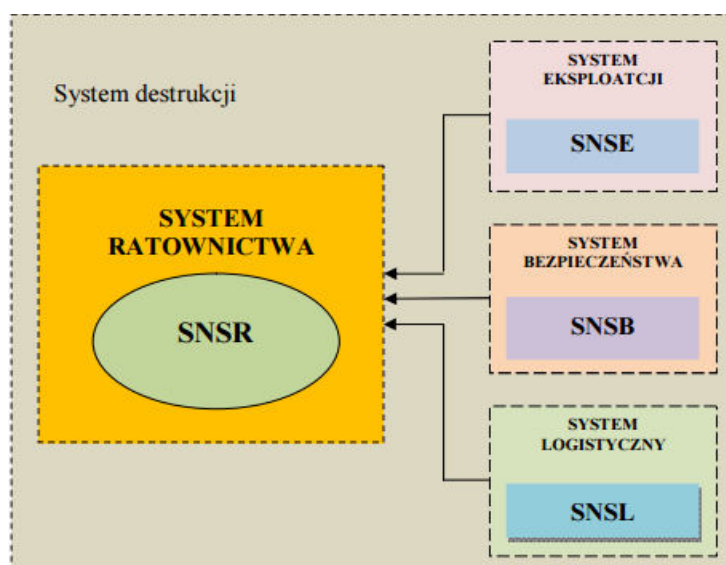 System destrukcji
SYSTEM
RATOWNICTWA
SNSR
SYSTEM
EKSPLOATCJI
SNSE
SYSTEM
BEZPIECZEŃSTWA
SNSB
SYSTEM
LOGISTYCZNY
SNSL